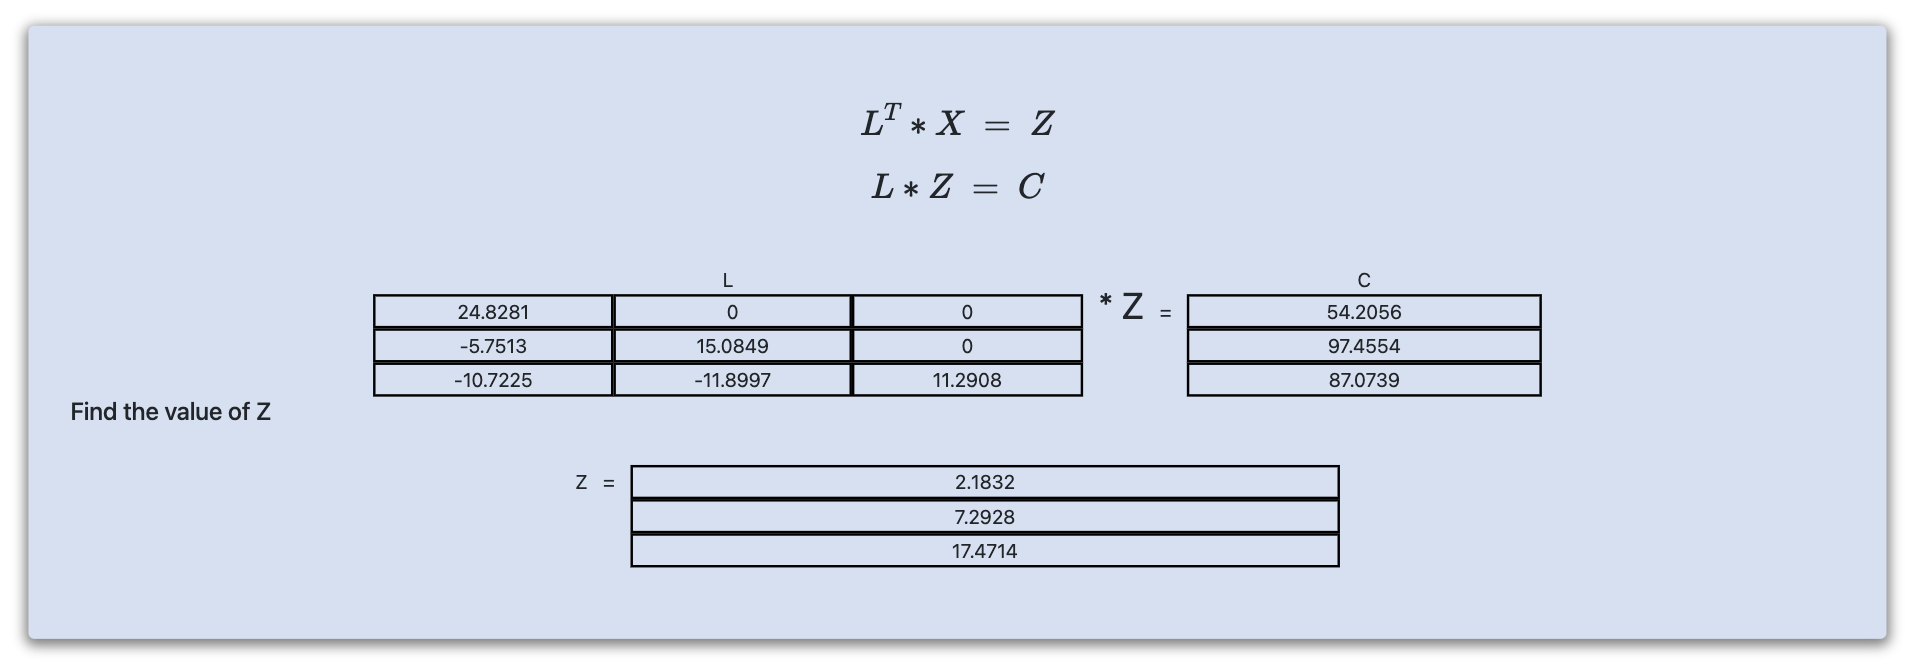 L^T * X = Z
L * Z = C
L C
24.8281 0 0 * Z = 54.2056
-5.7513 15.0849 0 97.4554
-10.7225 -11.8997 11.2908 87.0739
Find the value of Z
Z = 2.1832
7.2928
17.4714